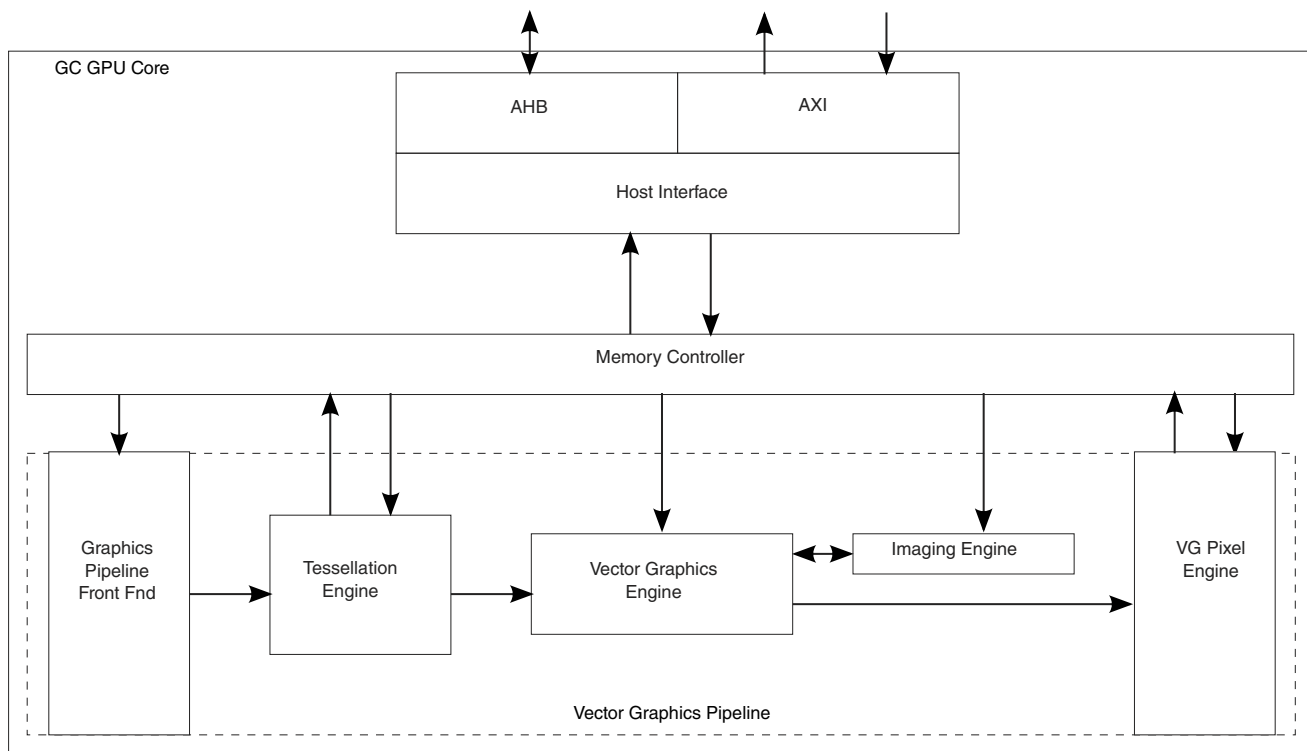 GC GPU Core
AHB
AXI
Host Interface
Memory Controller
Graphics
Pipeline
Front Fnd
Tessellation
Engine
Vector Graphics
Engine
Imaging Engine
VG Pixel
Engine
Vector Graphics Pipeline